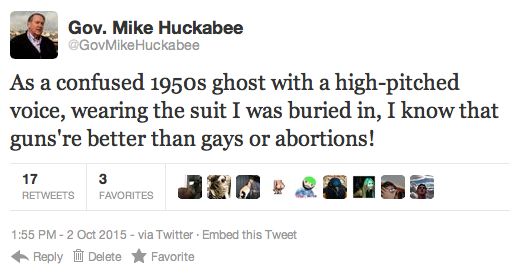 Gov. Mike Huckabee
@GovMikeHuckabee
As a confused 1950s ghost with a high-pitched
voice, wearing the suit I was buried in, I know that
guns're better than gays or abortions!
17
RETWEETS
3
FAVORITES
1:55 PM - 2 Oct 2015 - via Twitter · Embed this Tweet
Reply Delete Favorite